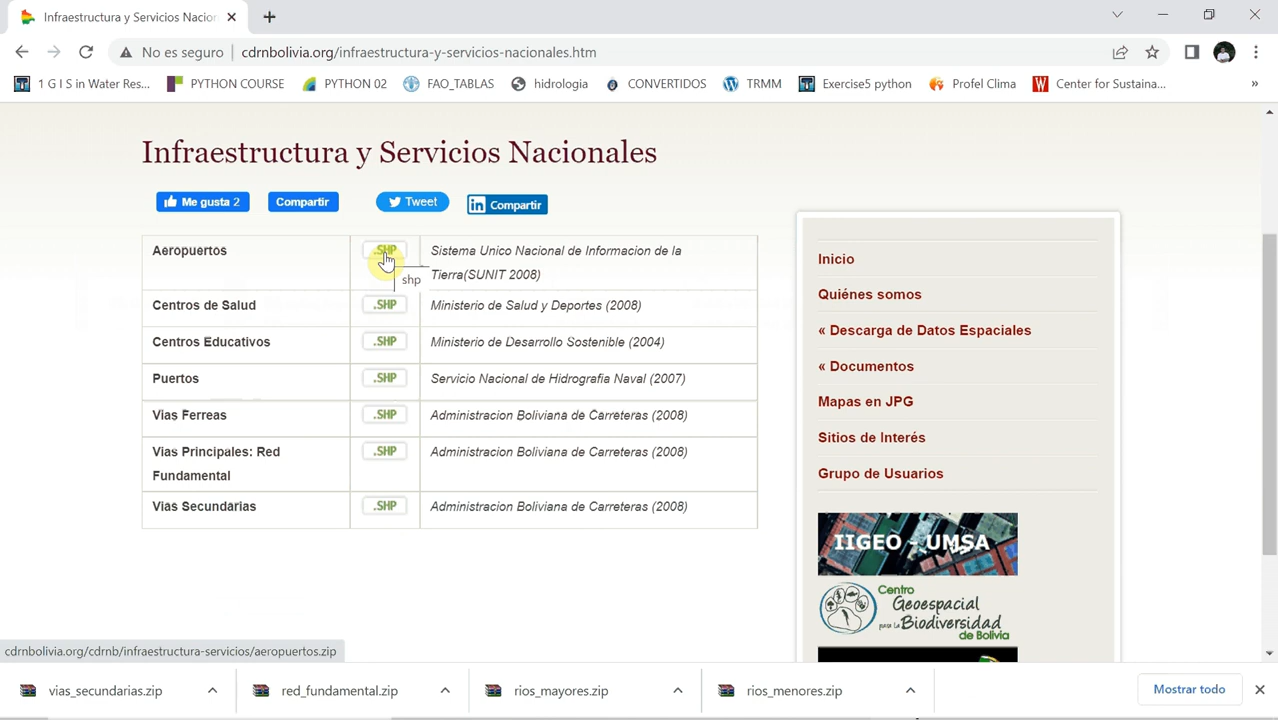 Infraestructura y Servicios Nacion
No es seguro
cdrnbolivia.org/infraestructura-y-servicios-nacionales.htm
1 G I S in Water Res...
PYTHON COURSE
PYTHON 02
FAO_TABLAS
hidrologia
CONVERTIDOS
TRMM
Exercise5 python
Profel Clima
Center for Sustaina...
»
Infraestructura y Servicios Nacionales
Me gusta 2
Compartir
Tweet
in Compartir
Aeropuertos
.SHP
Sistema Unico Nacional de Informacion de la
Tierra(SUNIT 2008)
shp
Centros de Salud
.SHP
Ministerio de Salud y Deportes (2008)
Centros Educativos
.SHP
Ministerio de Desarrollo Sostenible (2004)
Puertos
.SHP
Servicio Nacional de Hidrografia Naval (2007)
Vias Ferreas
.SHP
Administracion Boliviana de Carreteras (2008)
Vias Principales: Red
Fundamental
.SHP
Administracion Boliviana de Carreteras (2008)
Vias Secundarias
.SHP
Administracion Boliviana de Carreteras (2008)
Inicio
Quiénes somos
« Descarga de Datos Espaciales
« Documentos
Mapas en JPG
Sitios de Interés
Grupo de Usuarios
IIGEO - UMSA
Centro
Geoespacial
para la Biodiversidad
de Bolivia
cdrnbolivia.org/cdrnb/infraestructura-servicios/aeropuertos.zip
vias_secundarias.zip
red_fundamental.zip
rios_mayores.zip
rios_menores.zip
Mostrar todo